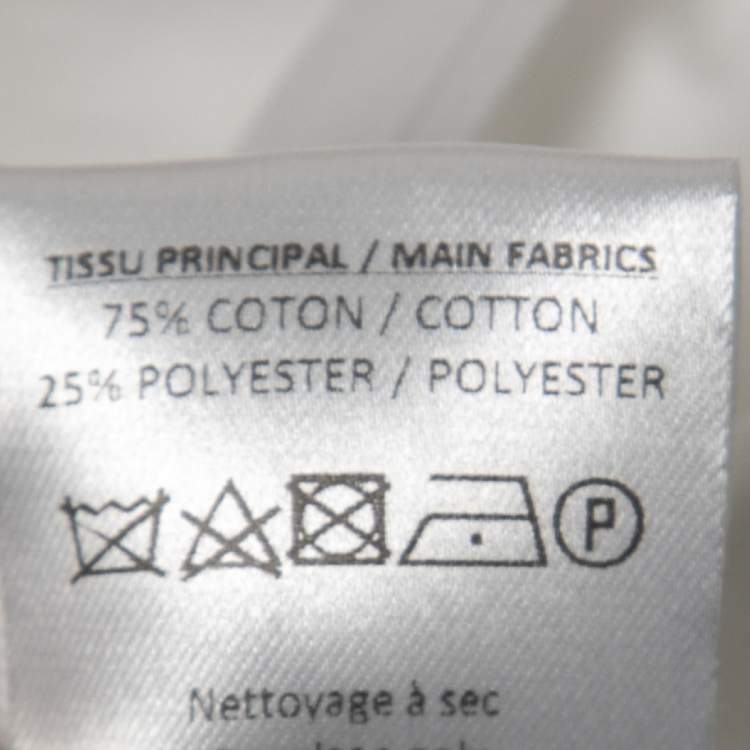 TISSU PRINCIPAL / MAIN FABRICS
75% COTON / COTTON
25% POLYESTER / POLYESTER
P
Nettoyage à sec